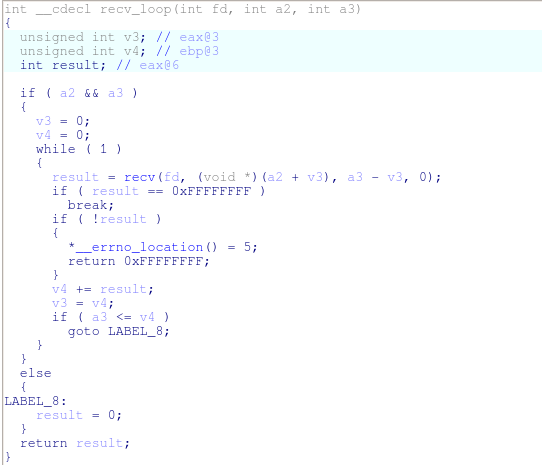 int __cdecl recv_loop(int fd, int a2, int a3)
{
unsigned int v3; // eax@3
unsigned int v4; // ebp@3
int result; // eax@6
if ( a2 && a3 )
{
v3 = 0;
v4 = 0;
while ( 1 )
{
result = recv(fd, (void *)(a2 + v3), a3 - v3, 0);
if ( result == 0xFFFFFFFF )
break;
if ( !result )
{
*__errno_location() = 5;
return 0xFFFFFFFF;
}
v4 += result;
v3 = v4;
if ( a3 <= v4 )
goto LABEL_8;
}
}
else
{
LABEL_8:
result = 0;
}
return result;
}